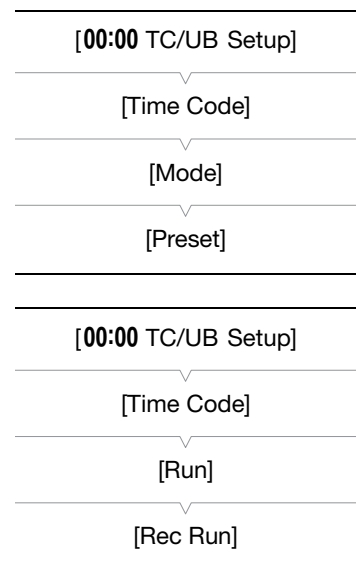 [00:00 TC/UB Setup]
[Time Code]
[Mode]
[Preset]
[00:00 TC/UB Setup]
[Time Code]
[Run]
[Rec Run]